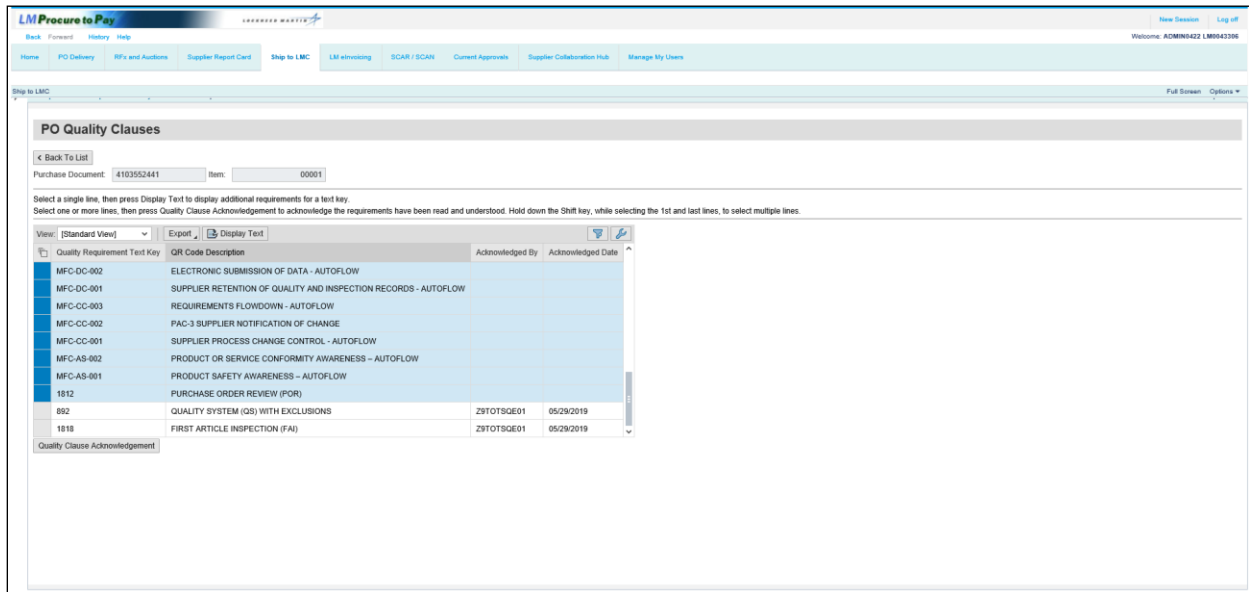 LM Procure to Pay LOCKHEED MARTIN New Session Log off
Back Forward History Help Welcome: ADMIN0422 LM0043306
Home PO Delivery RFx and Auctions Supplier Report Card Ship to LMC LM eInvoicing SCAR / SCAN Current Approvals Supplier Collaboration Hub Manage My Users
Ship to LMC Full Screen Options
PO Quality Clauses
Back To List
Purchase Document: 4103552441 Item: 00001
Select a single line, then press Display Text to display additional requirements for a text key.
Select one or more lines, then press Quality Clause Acknowledgement to acknowledge the requirements have been read and understood. Hold down the Shift key, while selecting the 1st and last lines, to select multiple lines.
View: [Standard View] Export Display Text
Quality Requirement Text Key QR Code Description Acknowledged By Acknowledged Date
MFC-DC-002 ELECTRONIC SUBMISSION OF DATA - AUTOFLOW
MFC-DC-001 SUPPLIER RETENTION OF QUALITY AND INSPECTION RECORDS - AUTOFLOW
MFC-CC-003 REQUIREMENTS FLOWDOWN - AUTOFLOW
MFC-CC-002 PAC-3 SUPPLIER NOTIFICATION OF CHANGE
MFC-CC-001 SUPPLIER PROCESS CHANGE CONTROL - AUTOFLOW
MFC-AS-002 PRODUCT OR SERVICE CONFORMITY AWARENESS – AUTOFLOW
MFC-AS-001 PRODUCT SAFETY AWARENESS – AUTOFLOW
1812 PURCHASE ORDER REVIEW (POR)
892 QUALITY SYSTEM (QS) WITH EXCLUSIONS Z9TOTSQE01 05/29/2019
1818 FIRST ARTICLE INSPECTION (FAI) Z9TOTSQE01 05/29/2019
Quality Clause Acknowledgement